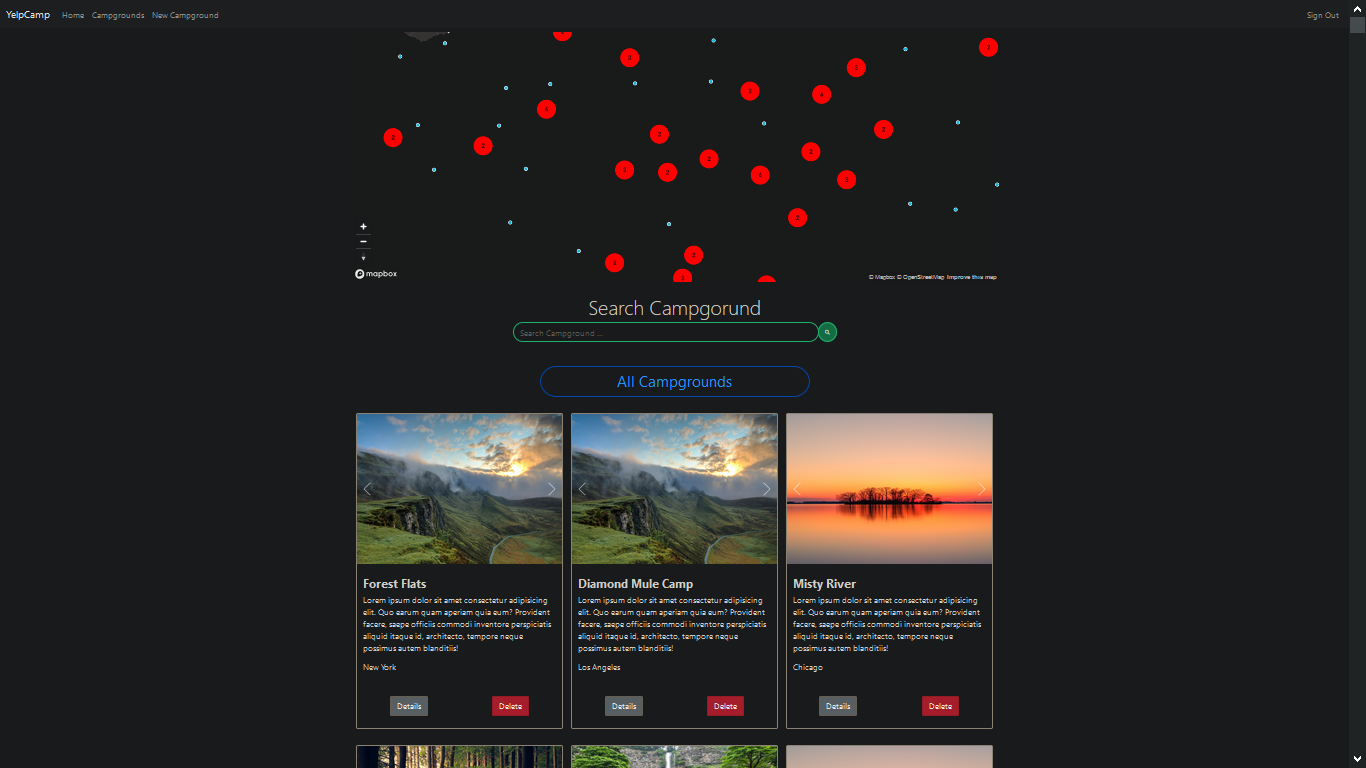 YelpCamp Home Campgrounds New Campground Sign Out
mapbox
© Mapbox © OpenStreetMap Improve this map
Search Campgorund
Search Campground ...
All Campgrounds
Forest Flats
Lorem ipsum dolor sit amet consectetur adipisicing
elit. Quo earum quam aperiam quia eum? Provident
facere, saepe officiis commodi inventore perspiciatis
aliquid itaque id, architecto, tempore neque
possimus autem blanditiis!
New York
Details Delete
Diamond Mule Camp
Lorem ipsum dolor sit amet consectetur adipisicing
elit. Quo earum quam aperiam quia eum? Provident
facere, saepe officiis commodi inventore perspiciatis
aliquid itaque id, architecto, tempore neque
possimus autem blanditiis!
Los Angeles
Details Delete
Misty River
Lorem ipsum dolor sit amet consectetur adipisicing
elit. Quo earum quam aperiam quia eum? Provident
facere, saepe officiis commodi inventore perspiciatis
aliquid itaque id, architecto, tempore neque
possimus autem blanditiis!
Chicago
Details Delete